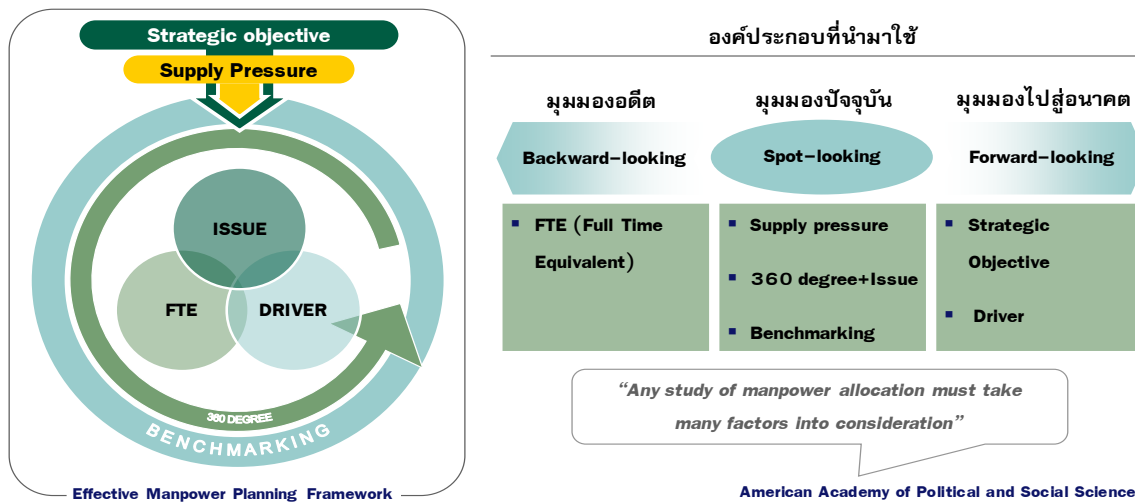 Strategic objective
Supply Pressure
ISSUE
FTE
DRIVER
360 DEGREE
BENCHMARKING
Effective Manpower Planning Framework
องค์ประกอบที่นำมาใช้
มุมมองอดีต
มุมมองปัจจุบัน
มุมมองไปสู่อนาคต
Backward-looking
Spot-looking
Forward-looking
▪ FTE (Full Time
Equivalent)
▪ Supply pressure
▪ 360 degree+Issue
▪ Benchmarking
▪ Strategic
Objective
▪ Driver
“Any study of manpower allocation must take
many factors into consideration”
American Academy of Political and Social Science